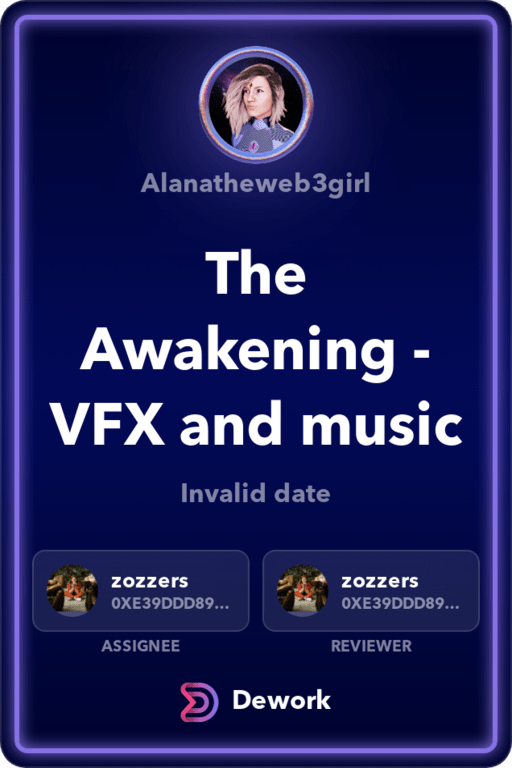 Alanatheweb3girl
The
Awakening -
VFX and music
Invalid date
zozzers
0XE39DDD89...
ASSIGNEE
zozzers
0XE39DDD89...
REVIEWER
Dework